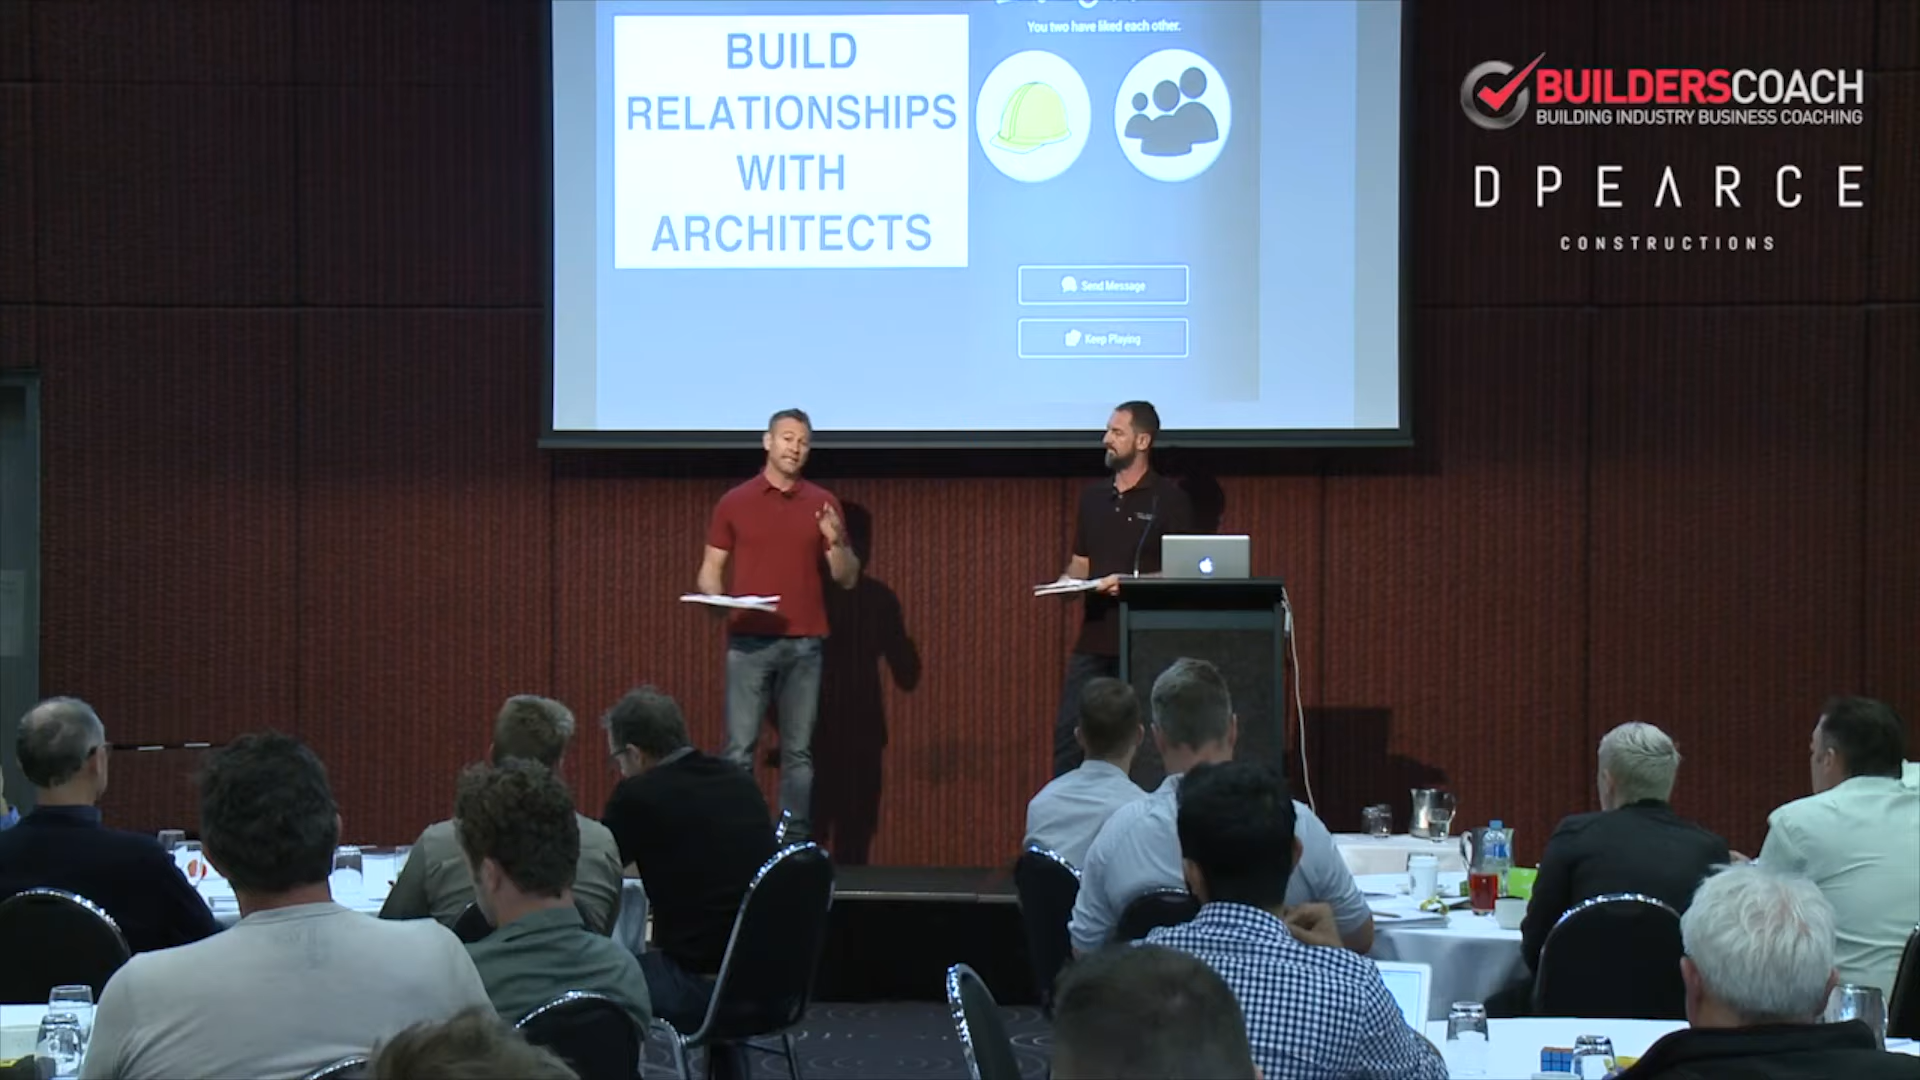 BUILD
RELATIONSHIPS
WITH
ARCHITECTS
You two have liked each other.
Send Message
Keep Playing
BUILDERSCOACH
BUILDING INDUSTRY BUSINESS COACHING
DPEARCE
CONSTRUCTIONS